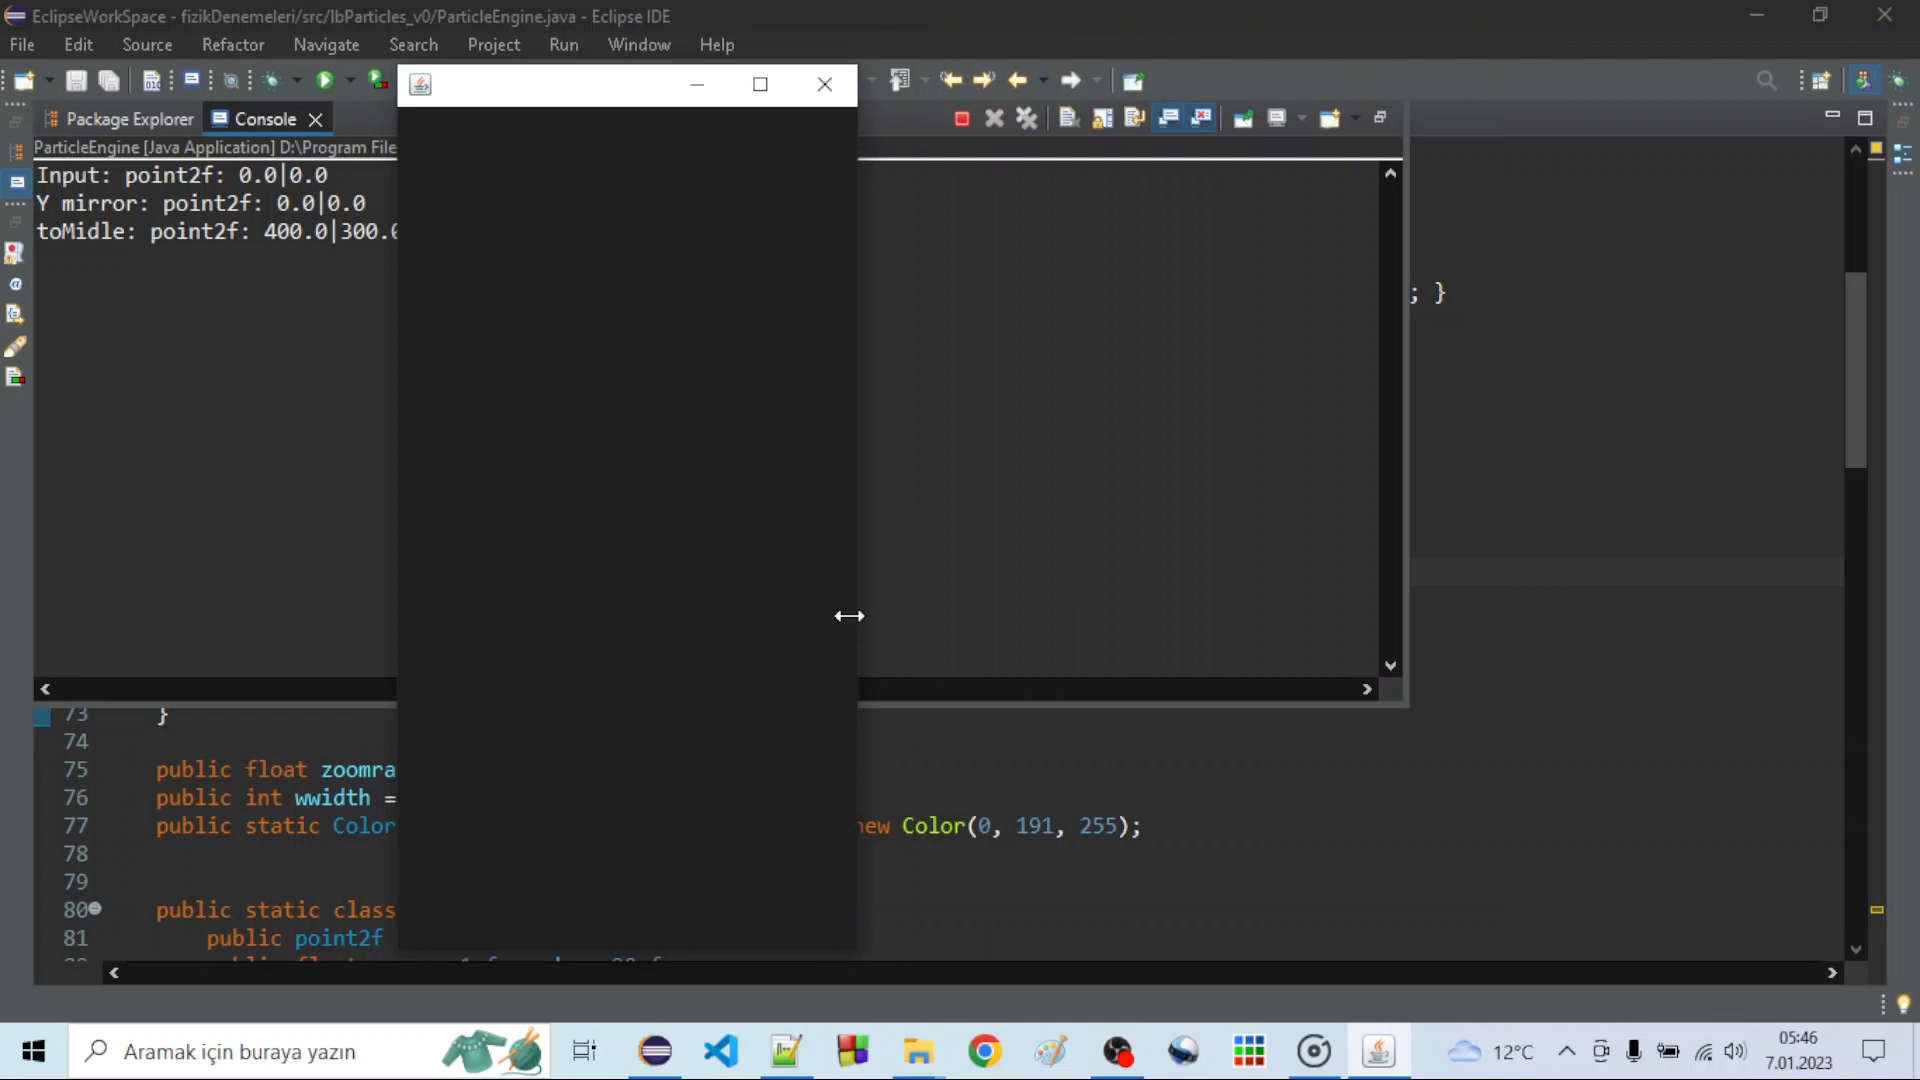 EclipseWorkSpace - fizikDenemeleri/src/lbParticles_v0/ParticleEngine.java - Eclipse IDE
File Edit Source Refactor Navigate Search Project Run Window Help
Package Explorer Console
ParticleEngine [Java Application] D:\Program File
Input: point2f: 0.0|0.0
Y mirror: point2f: 0.0|0.0
toMidle: point2f: 400.0|300.0
; }
73 }
74
75 public float zoomra
76 public int wwidth =
77 public static Color new Color(0, 191, 255);
78
79
80 public static class
81 public point2f
Aramak için buraya yazın
12°C
05:46
7.01.2023